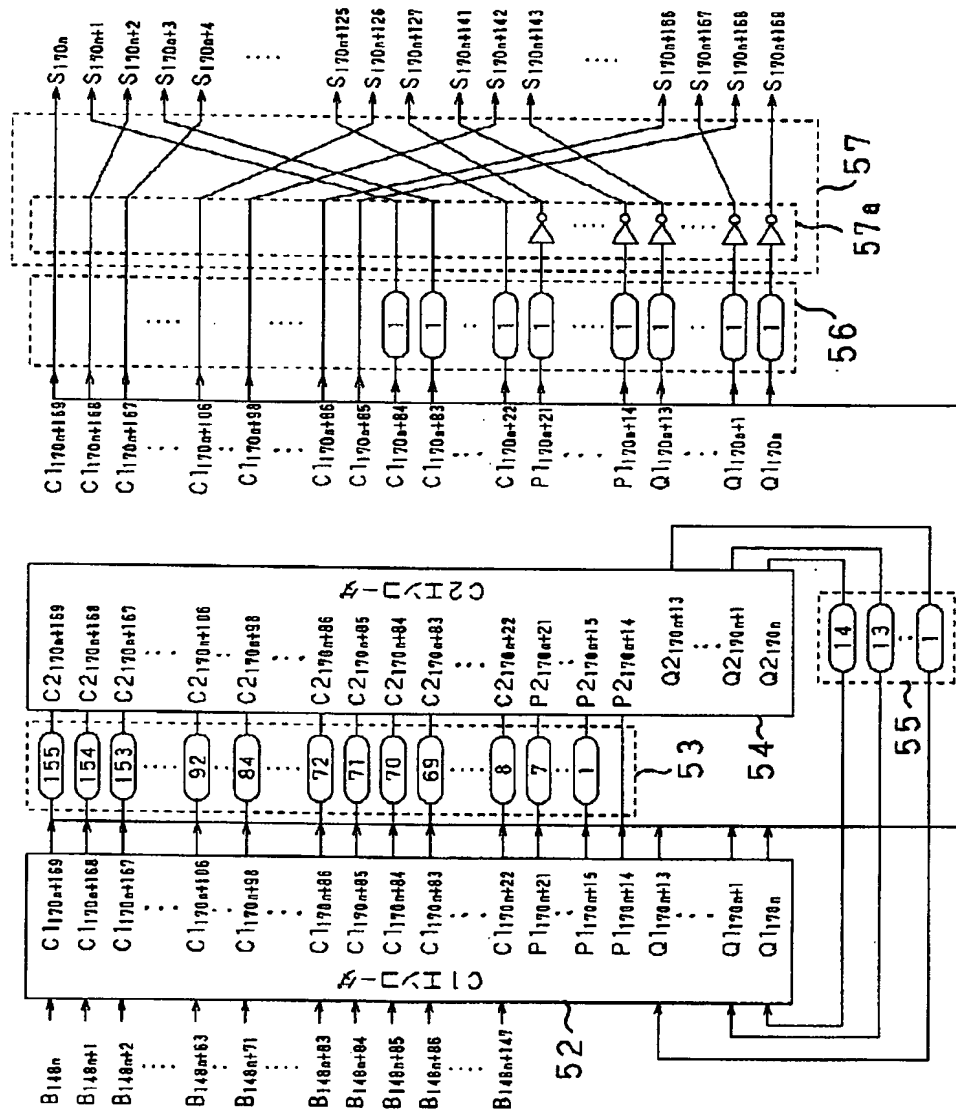 B148n
B148n+1
B148n+2
B148n+63
B148n+71
B148n+83
B148n+84
B148n+85
B148n+86
B148n+147
C1エンコーダ
C1170n+169
C1170n+168
C1170n+167
C1170n+106
C1170n+98
C1170n+86
C1170n+85
C1170n+84
C1170n+83
C1170n+22
P1170n+21
P1170n+15
P1170n+14
Q1170n+13
Q1170n+1
Q1170n
52
155
154
153
92
84
72
71
70
69
8
7
1
53
C2170n+169
C2170n+168
C2170n+167
C2170n+106
C2170n+98
C2170n+86
C2170n+85
C2170n+84
C2170n+83
C2170n+22
P2170n+21
P2170n+15
P2170n+14
Q2170n+13
Q2170n+1
Q2170n
C2エンコーダ
54
14
13
1
55
C1170n+169
C1170n+168
C1170n+167
C1170n+106
C1170n+98
C1170n+86
C1170n+85
C1170n+84
C1170n+83
C1170n+22
P1170n+21
P1170n+14
Q1170n+13
Q1170n+1
Q1170n
1
1
1
1
1
1
1
1
56
57a
57
S170n
S170n+1
S170n+2
S170n+3
S170n+4
S170n+125
S170n+126
S170n+127
S170n+141
S170n+142
S170n+143
S170n+166
S170n+167
S170n+168
S170n+169